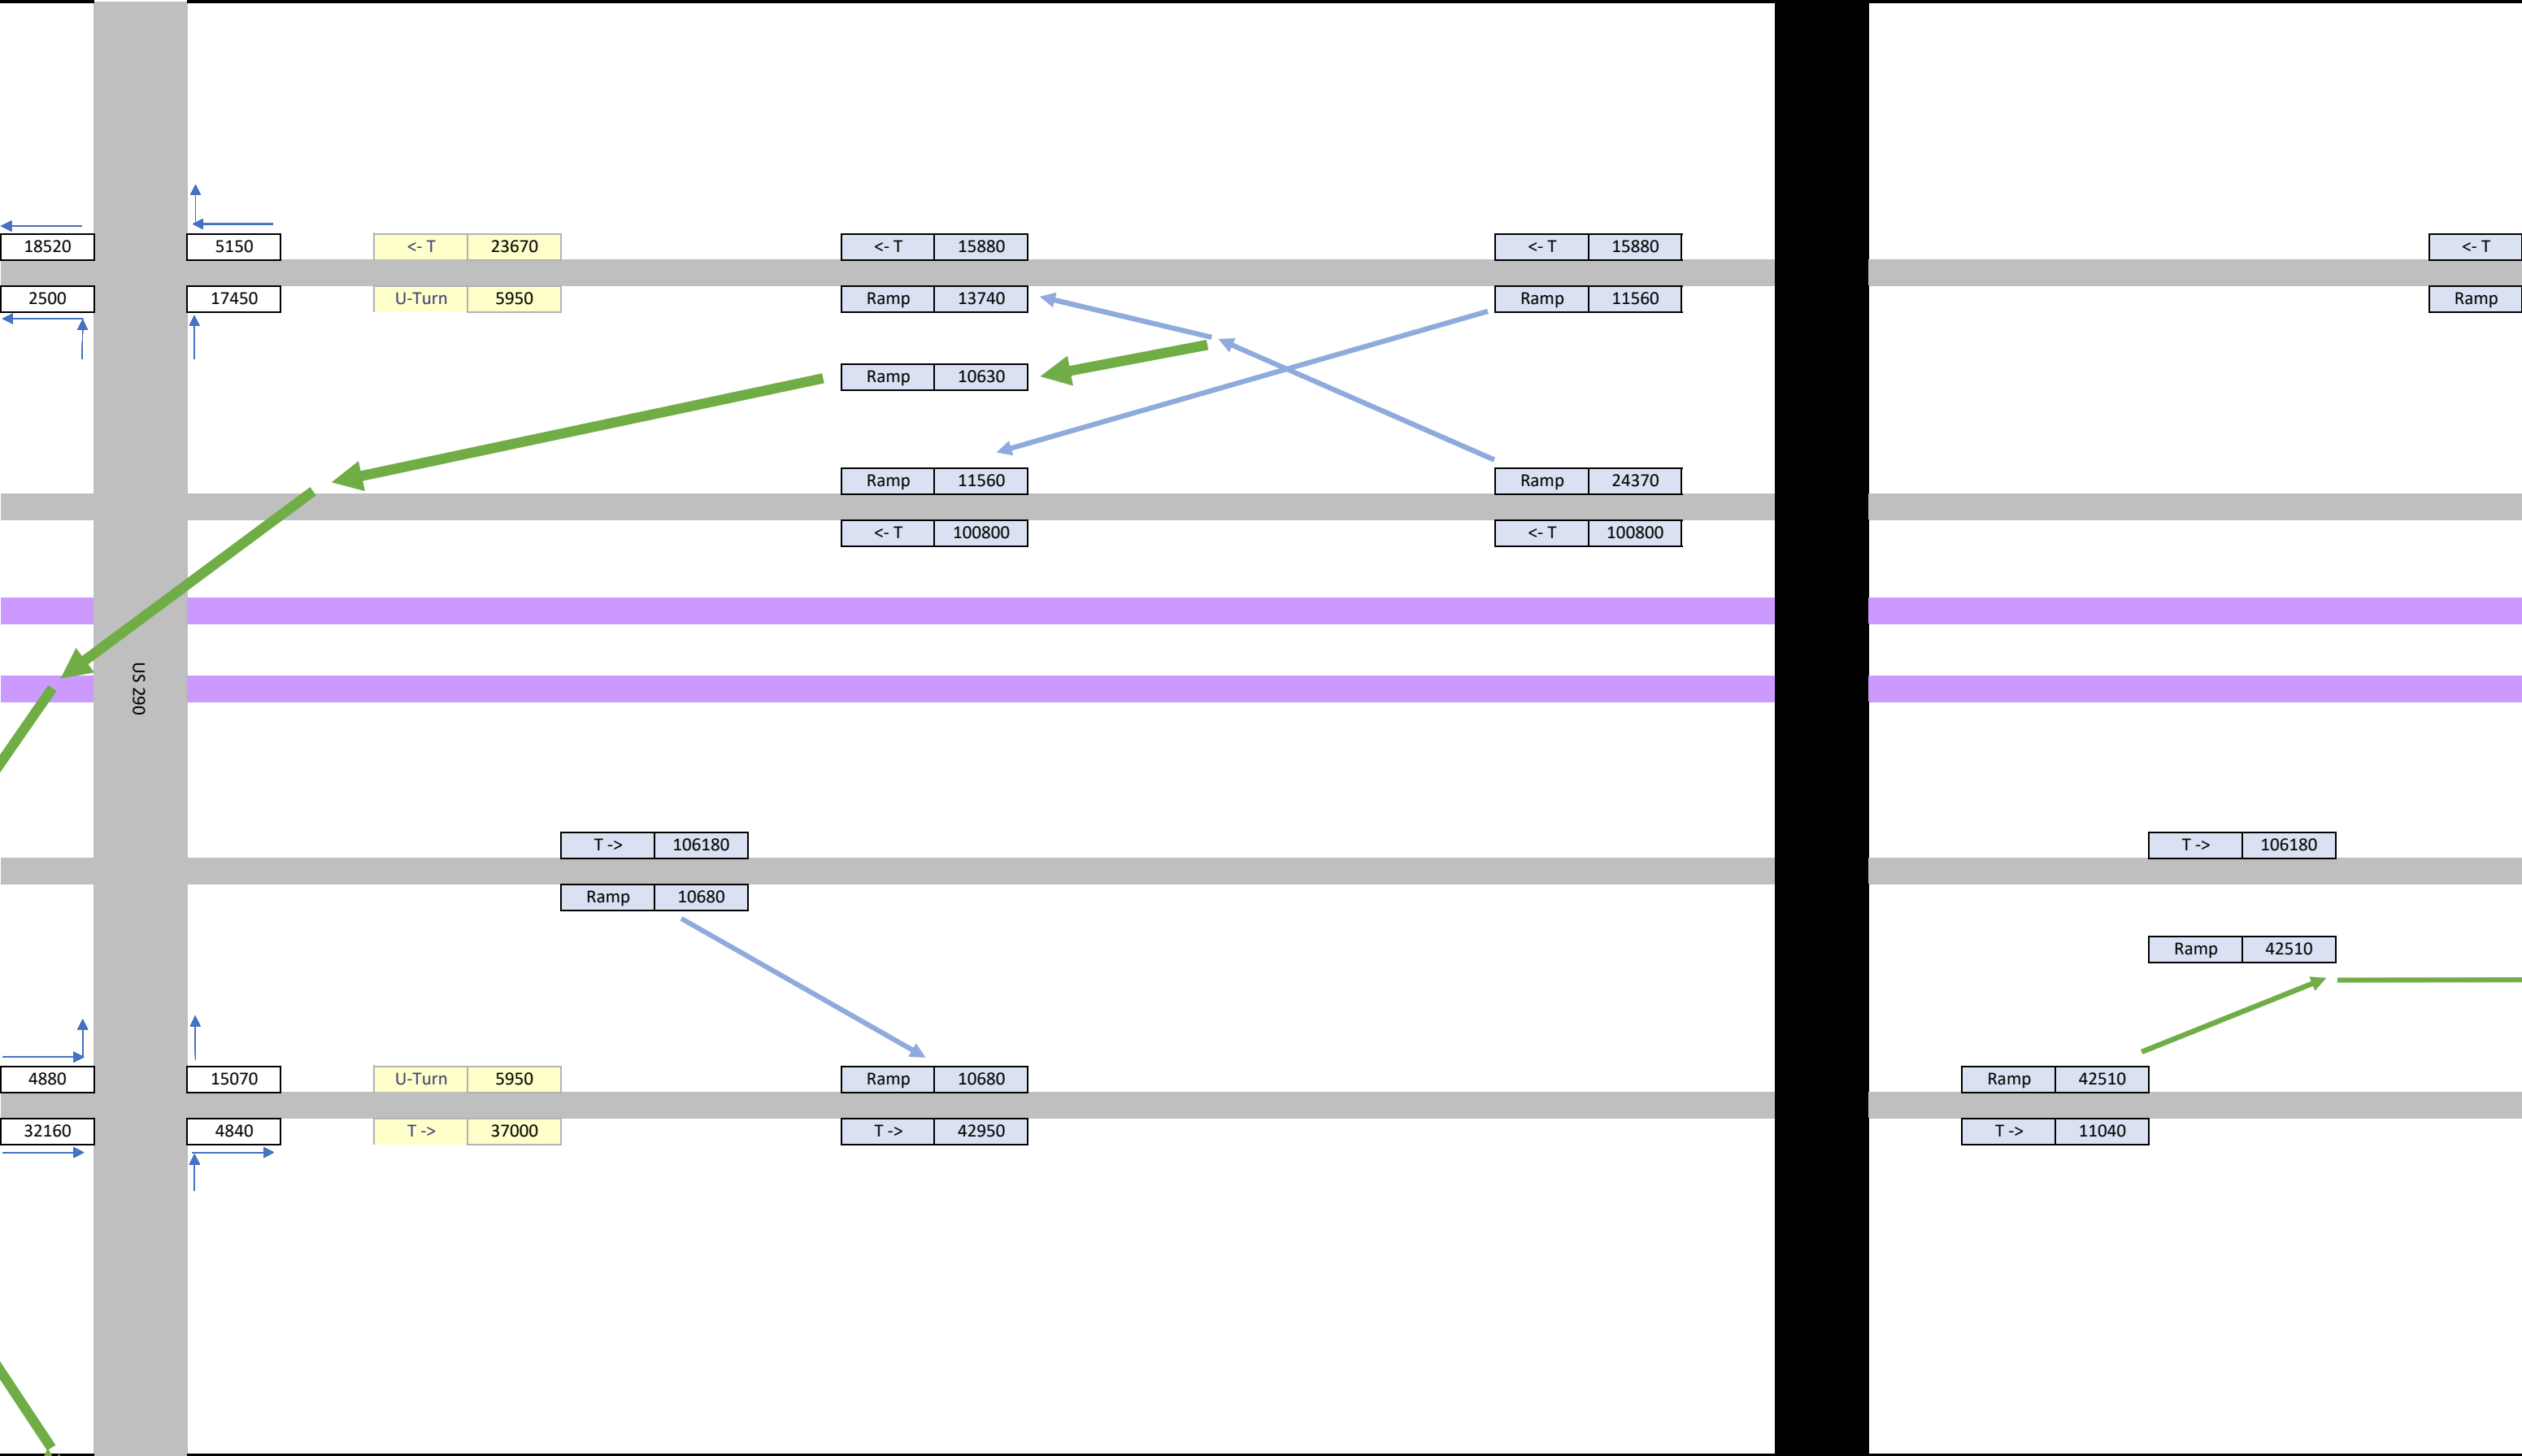 18520 5150 <- T 23670 <- T 15880 <- T 15880 <- T
2500 17450 U-Turn 5950 Ramp 13740 Ramp 11560 Ramp
Ramp 10630
Ramp 11560 Ramp 24370
<- T 100800 <- T 100800
US 290
T -> 106180 T -> 106180
Ramp 10680
Ramp 42510
4880 15070 U-Turn 5950 Ramp 10680 Ramp 42510
32160 4840 T -> 37000 T -> 42950 T -> 11040